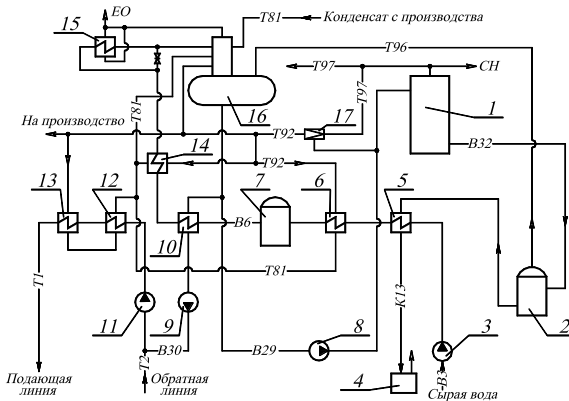 ЕО
Т81
Конденсат с производства
15
Т96
Т97
СН
Т81
Т97
16
1
На производство
17
Т92
В32
14
Т92
13
12
7
6
5
10
В6
Т1
Т81
К13
2
11
9
8
3
В30
В29
4
Т2
В3
Подающая
линия
Обратная
линия
Сырая вода